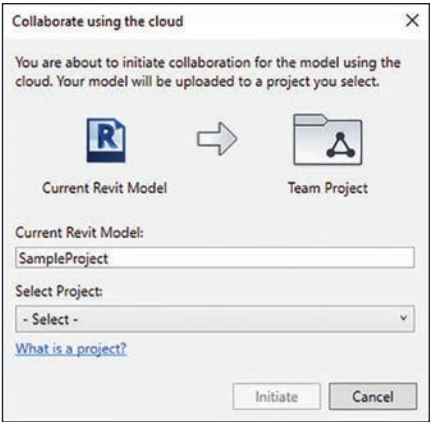 Collaborate using the cloud
You are about to initiate collaboration for the model using the
cloud. Your model will be uploaded to a project you select.
R
Current Revit Model
Team Project
Current Revit Model:
SampleProject
Select Project:
- Select -
What is a project?
Initiate
Cancel